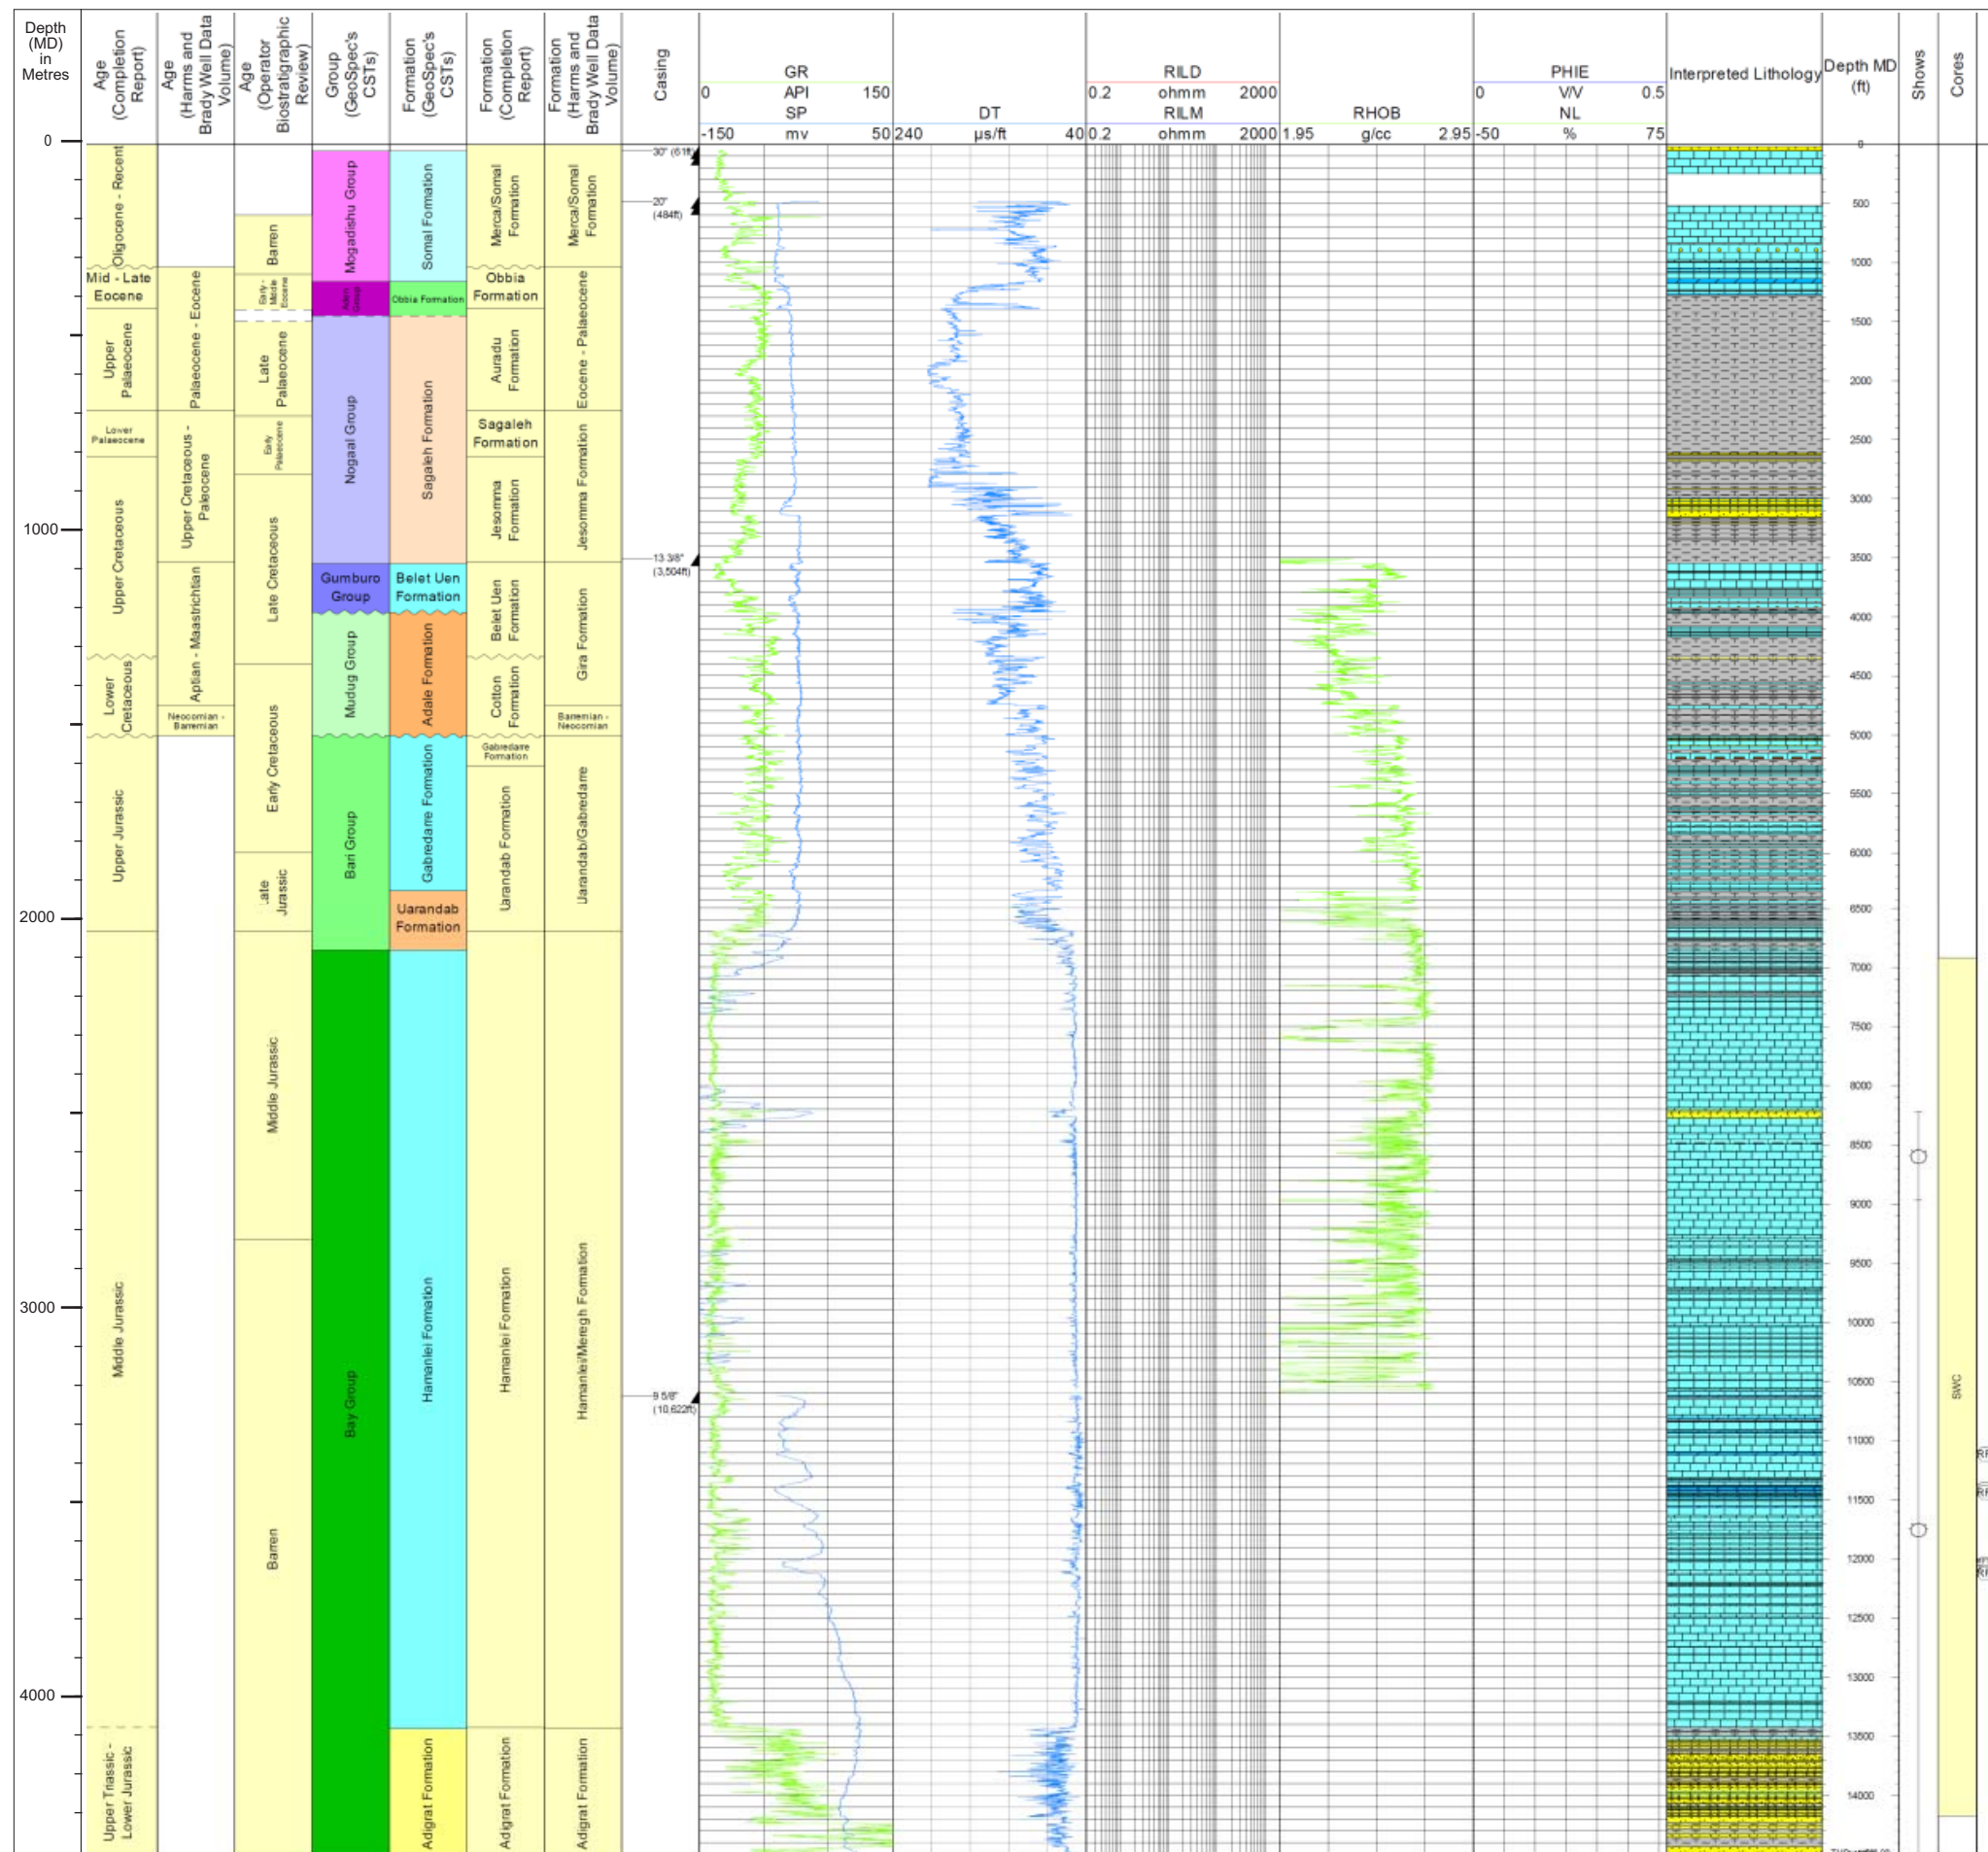 Depth
(MD)
in
Metres
Age
(Completion
Report)
Age
(Harms and
Brady Well Data
Volume)
Age
(Operator
Biostratigraphic
Review)
Group
(GeoSpec's
CSTs)
Formation
(GeoSpec's
CSTs)
Formation
(Completion
Report)
Formation
(Harms and
Brady Well Data
Volume)
Casing
GR
0 API 150
SP
-150 mv 50
DT
240 µs/ft 40
RILD
0.2 ohmm 2000
RILM
0.2 ohmm 2000
RHOB
1.95 g/cc 2.95
PHIE
0 V/V 0.5
NL
-50 % 75
Interpreted Lithology
Depth MD
(ft)
Shows
Cores
0
1000
2000
3000
4000
Oligocene - Recent
Mid - Late
Eocene
Upper
Palaeocene
Lower
Palaeocene
Upper Cretaceous
Lower
Cretaceous
Upper Jurassic
Middle Jurassic
Upper Triassic -
Lower Jurassic
Palaeocene - Eocene
Upper Cretaceous -
Paleocene
Aptian - Maastrichtian
Neocomian -
Barremian
Barren
Early -
Middle
Eocene
Late
Palaeocene
Early
Palaeocene
Late Cretaceous
Early Cretaceous
Late
Jurassic
Middle Jurassic
Barren
Mogadishu Group
Group
Nogaal Group
Gumburo
Group
Mudug Group
Bari Group
Bay Group
Somal Formation
Obbia Formation
Sagaleh Formation
Belet Uen
Formation
Adale Formation
Gabredarre Formation
Uarandab
Formation
Hamanlei Formation
Adigrat Formation
Merca/Somal
Formation
Obbia
Formation
Auradu
Formation
Sagaleh
Formation
Jesomma
Formation
Belet Uen
Formation
Cotton
Formation
Gabredarre
Formation
Uarandab Formation
Hamanlei Formation
Adigrat Formation
Merca/Somal
Formation
Eocene - Palaeocene
Jesomma Formation
Gira Formation
Barremian -
Neocomian
Uarandab/Gabredarre
Hamanlei/Meregh Formation
Adigrat Formation
30" (61ft)
20"
(484ft)
13 3/8"
(3,504ft)
9 5/8"
(10,622ft)
0
500
1000
1500
2000
2500
3000
3500
4000
4500
5000
5500
6000
6500
7000
7500
8000
8500
9000
9500
10000
10500
11000
11500
12000
12500
13000
13500
14000
SWC